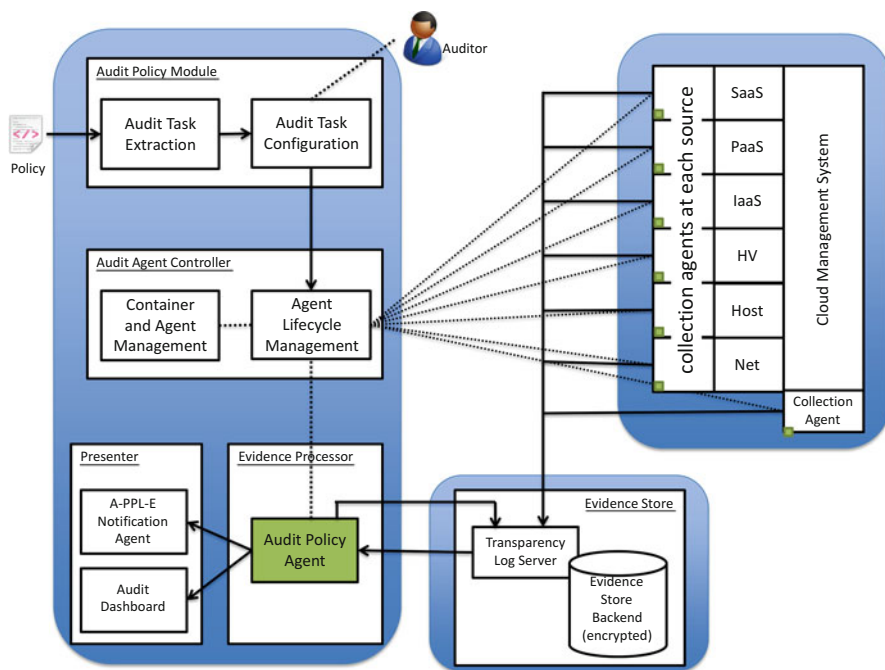 Auditor
Audit Policy Module
Audit Task
Extraction
Audit Task
Configuration
</>
Policy
Audit Agent Controller
Container
and Agent
Management
Agent
Lifecycle
Management
Presenter
A-PPL-E
Notification
Agent
Audit
Dashboard
Evidence Processor
Audit Policy
Agent
Evidence Store
Transparency
Log Server
Evidence
Store
Backend
(encrypted)
collection agents at each source
SaaS
PaaS
IaaS
HV
Host
Net
Cloud Management System
Collection
Agent